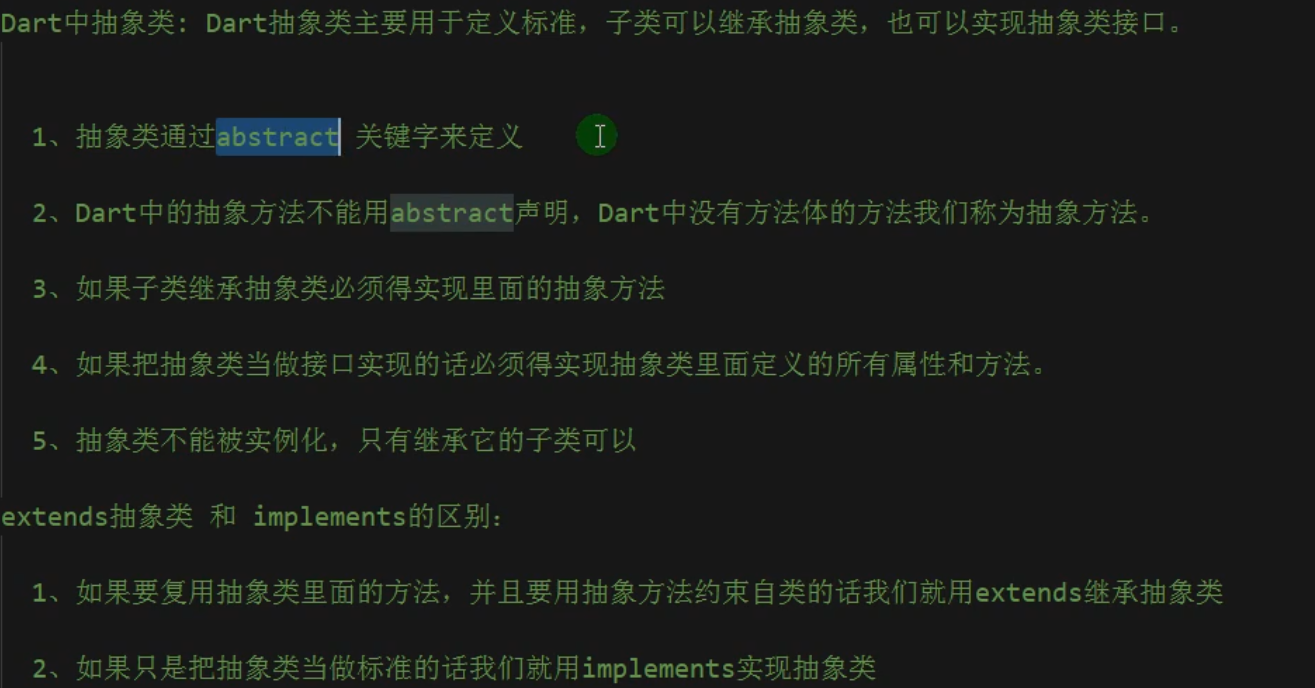 Dart中抽象类: Dart抽象类主要用于定义标准，子类可以继承抽象类，也可以实现抽象类接口。
1、抽象类通过abstract 关键字来定义
2、Dart中的抽象方法不能用abstract声明，Dart中没有方法体的方法我们称为抽象方法。
3、如果子类继承抽象类必须得实现里面的抽象方法
4、如果把抽象类当做接口实现的话必须得实现抽象类里面定义的所有属性和方法。
5、抽象类不能被实例化，只有继承它的子类可以
extends抽象类 和 implements的区别：
1、如果要复用抽象类里面的方法，并且要用抽象方法约束自类的话我们就用extends继承抽象类
2、如果只是把抽象类当做标准的话我们就用implements实现抽象类